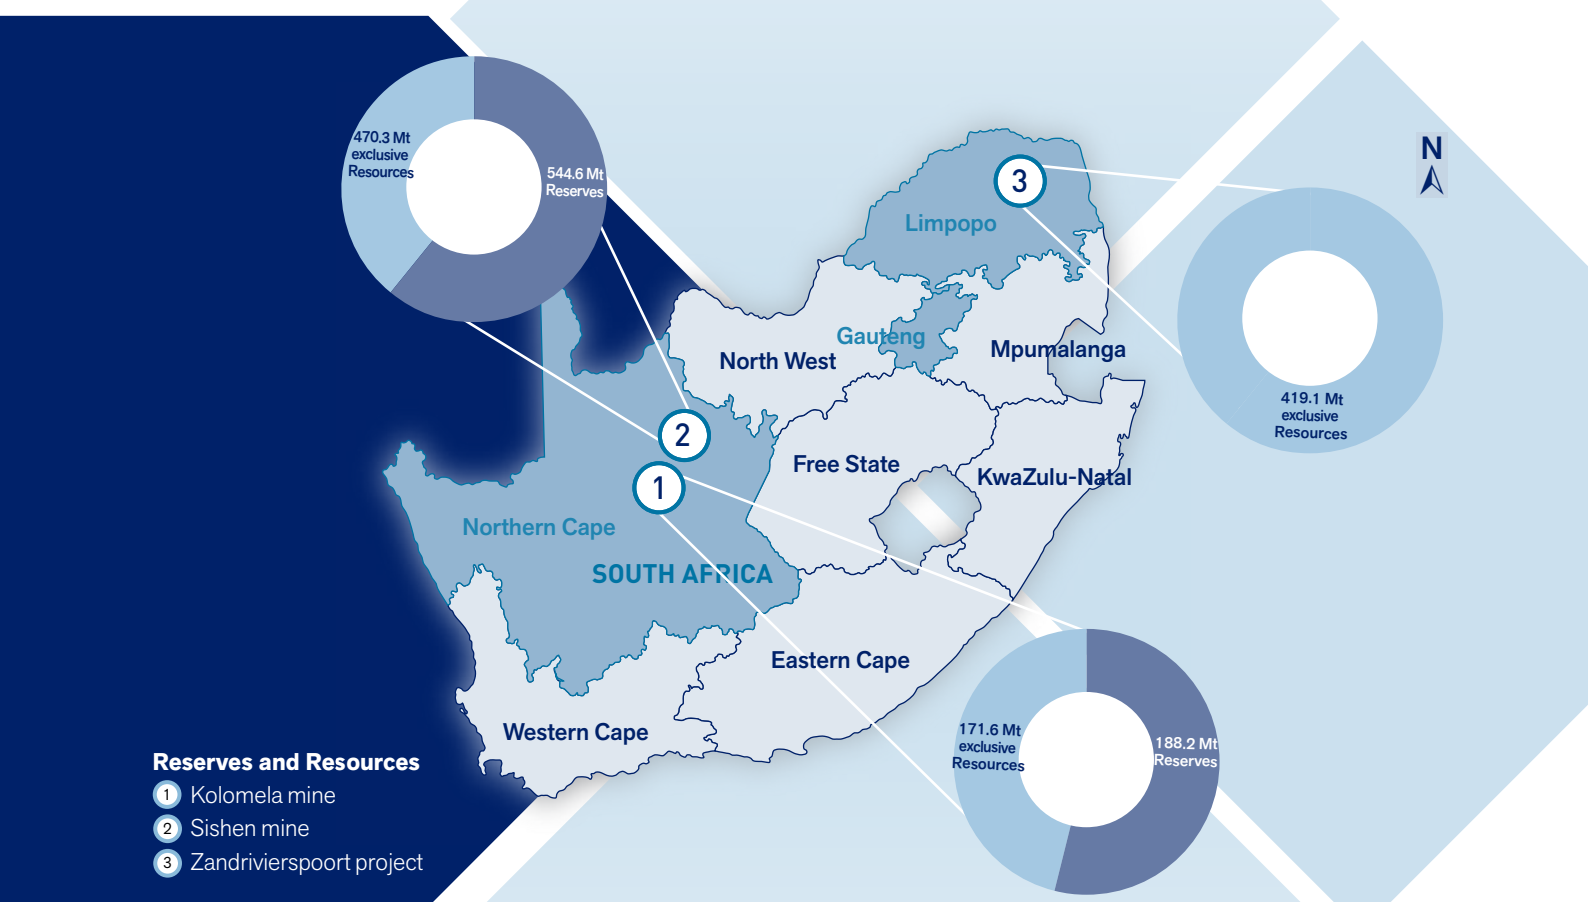 470.3 Mt
exclusive
Resources
544.6 Mt
Reserves
N
3
Limpopo
Gauteng
North West
Mpumalanga
419.1 Mt
exclusive
Resources
2
Free State
KwaZulu-Natal
1
Northern Cape
SOUTH AFRICA
Eastern Cape
Western Cape
171.6 Mt
exclusive
Resources
188.2 Mt
Reserves
Reserves and Resources
1 Kolomela mine
2 Sishen mine
3 Zandrivierspoort project